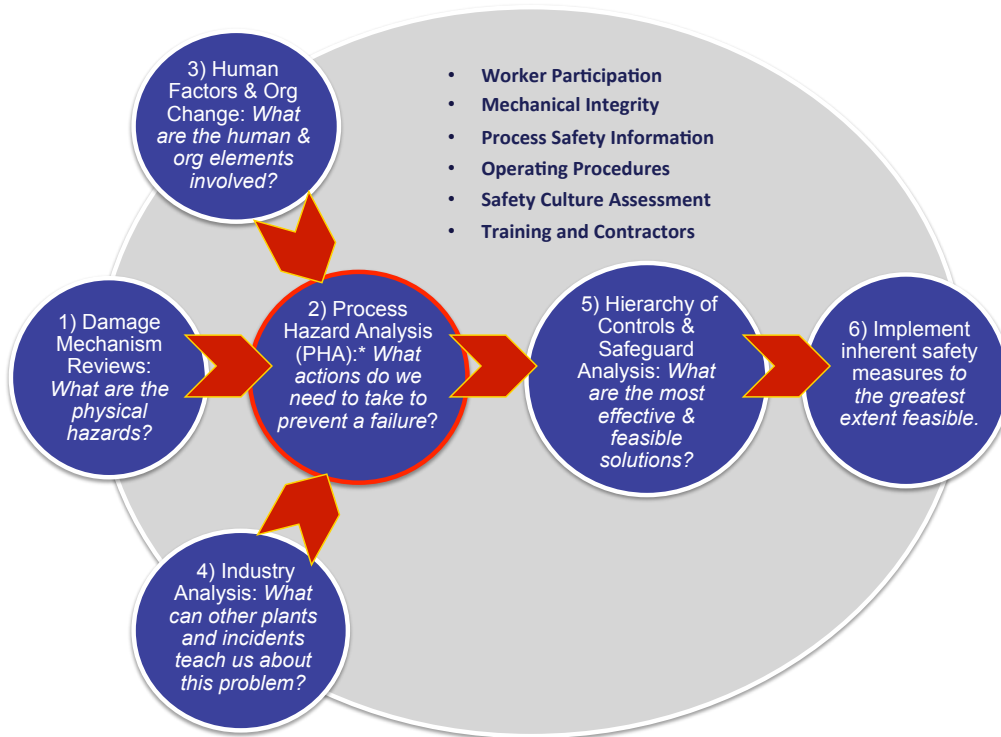 3) Human
Factors & Org
Change: What
are the human &
org elements
involved?
• Worker Participation
• Mechanical Integrity
• Process Safety Information
• Operating Procedures
• Safety Culture Assessment
• Training and Contractors
1) Damage
Mechanism
Reviews:
What are the
physical
hazards?
2) Process
Hazard Analysis
(PHA):* What
actions do we
need to take to
prevent a failure?
5) Hierarchy of
Controls &
Safeguard
Analysis: What
are the most
effective &
feasible
solutions?
6) Implement
inherent safety
measures to
the greatest
extent feasible.
4) Industry
Analysis: What
can other plants
and incidents
teach us about
this problem?